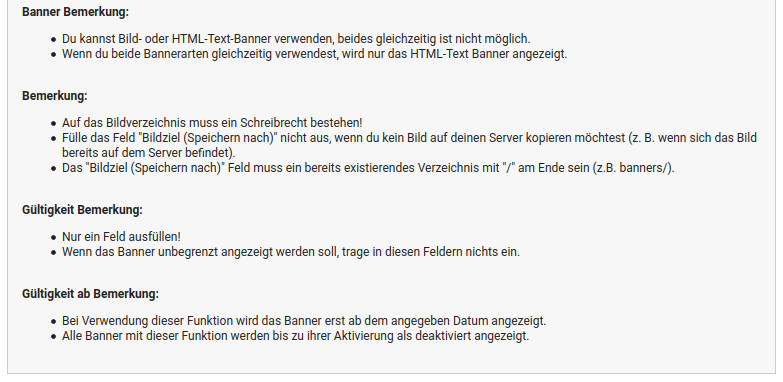 Banner Bemerkung:
• Du kannst Bild- oder HTML-Text-Banner verwenden, beides gleichzeitig ist nicht möglich.
• Wenn du beide Bannerarten gleichzeitig verwendest, wird nur das HTML-Text Banner angezeigt.
Bemerkung:
• Auf das Bildverzeichnis muss ein Schreibrecht bestehen!
• Fülle das Feld "Bildziel (Speichern nach)" nicht aus, wenn du kein Bild auf deinen Server kopieren möchtest (z. B. wenn sich das Bild
bereits auf dem Server befindet).
• Das "Bildziel (Speichern nach)" Feld muss ein bereits existierendes Verzeichnis mit "/" am Ende sein (z.B. banners/).
Gültigkeit Bemerkung:
• Nur ein Feld ausfüllen!
• Wenn das Banner unbegrenzt angezeigt werden soll, trage in diesen Feldern nichts ein.
Gültigkeit ab Bemerkung:
• Bei Verwendung dieser Funktion wird das Banner erst ab dem angegeben Datum angezeigt.
• Alle Banner mit dieser Funktion werden bis zu ihrer Aktivierung als deaktiviert angezeigt.